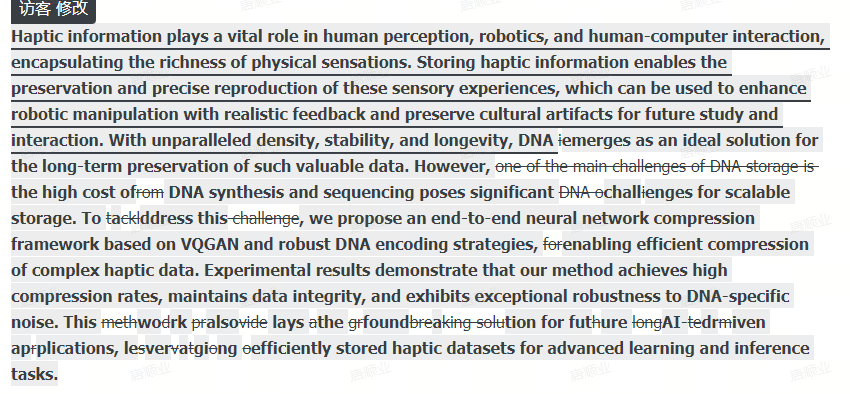 访客 修改
Haptic information plays a vital role in human perception, robotics, and human-computer interaction,
encapsulating the richness of physical sensations. Storing haptic information enables the
preservation and precise reproduction of these sensory experiences, which can be used to enhance
robotic manipulation with realistic feedback and preserve cultural artifacts for future study and
interaction. With unparalleled density, stability, and longevity, DNA iemerges as an ideal solution for
the long-term preservation of such valuable data. However, one of the main challenges of DNA storage is
the high cost offrom DNA synthesis and sequencing poses significant DNA ochallienges for scalable
storage. To tacklddress this challenge, we propose an end-to-end neural network compression
framework based on VQGAN and robust DNA encoding strategies, forenabling efficient compression
of complex haptic data. Experimental results demonstrate that our method achieves high
compression rates, maintains data integrity, and exhibits exceptional robustness to DNA-specific
noise. This methwodrk pralsovide lays athe grfoundbreaking solution for futhure longAI-tedrmiven
aprplications, lesvervatgiong oefficiently stored haptic datasets for advanced learning and inference
tasks.